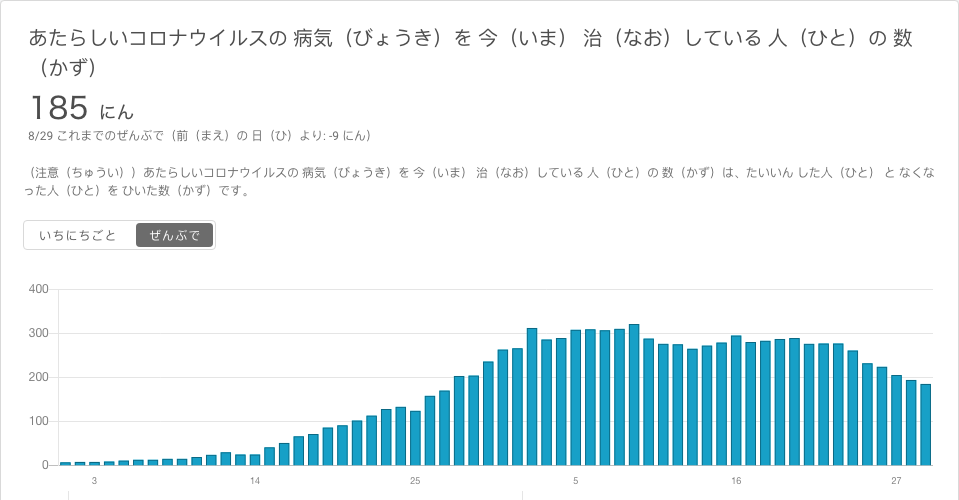 あたらしいコロナウイルスの 病気（びょうき）を 今（いま） 治（なお）している 人（ひと）の 数
（かず）
185 にん
8/29 これまでのぜんぶで（前（まえ）の 日（ひ）より: -9 にん）
（注意（ちゅうい））あたらしいコロナウイルスの 病気（びょうき）を 今（いま） 治（なお）している 人（ひと）の 数（かず）は、たいいん した人（ひと） と なくな
った人（ひと）を ひいた数（かず）です。
いちにちごと ぜんぶで
400
300
200
100
0
3 14 25 5 16 27